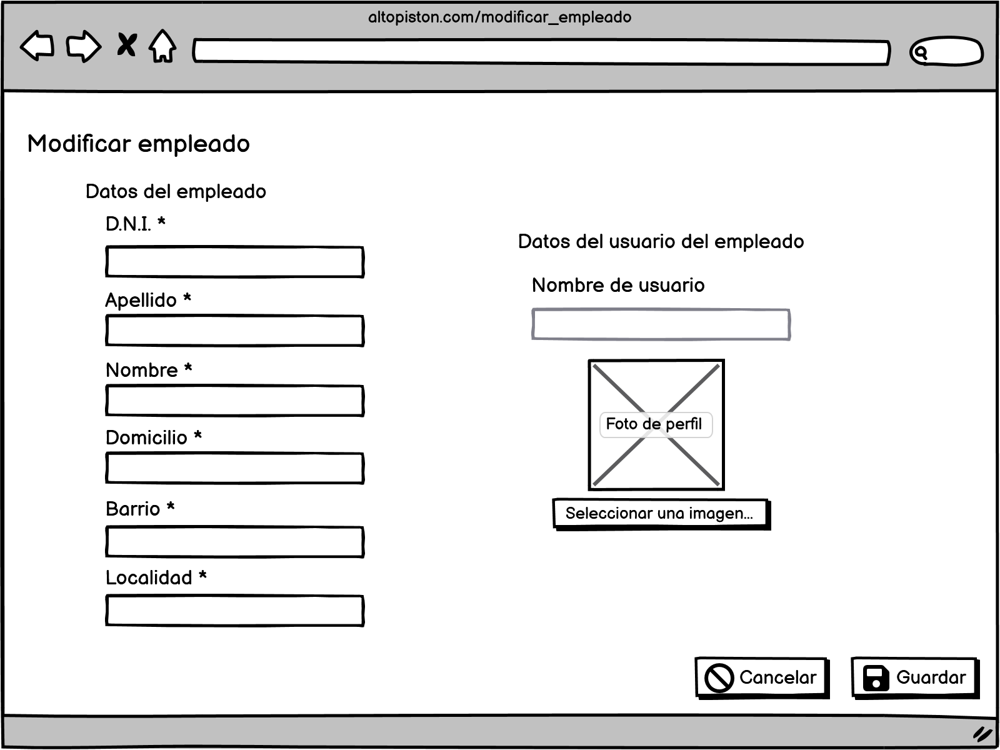 altopiston.com/modificar_empleado
Modificar empleado
Datos del empleado
D.N.I. *
Apellido *
Nombre *
Domicilio *
Barrio *
Localidad *
Datos del usuario del empleado
Nombre de usuario
Foto de perfil
Seleccionar una imagen...
Cancelar
Guardar